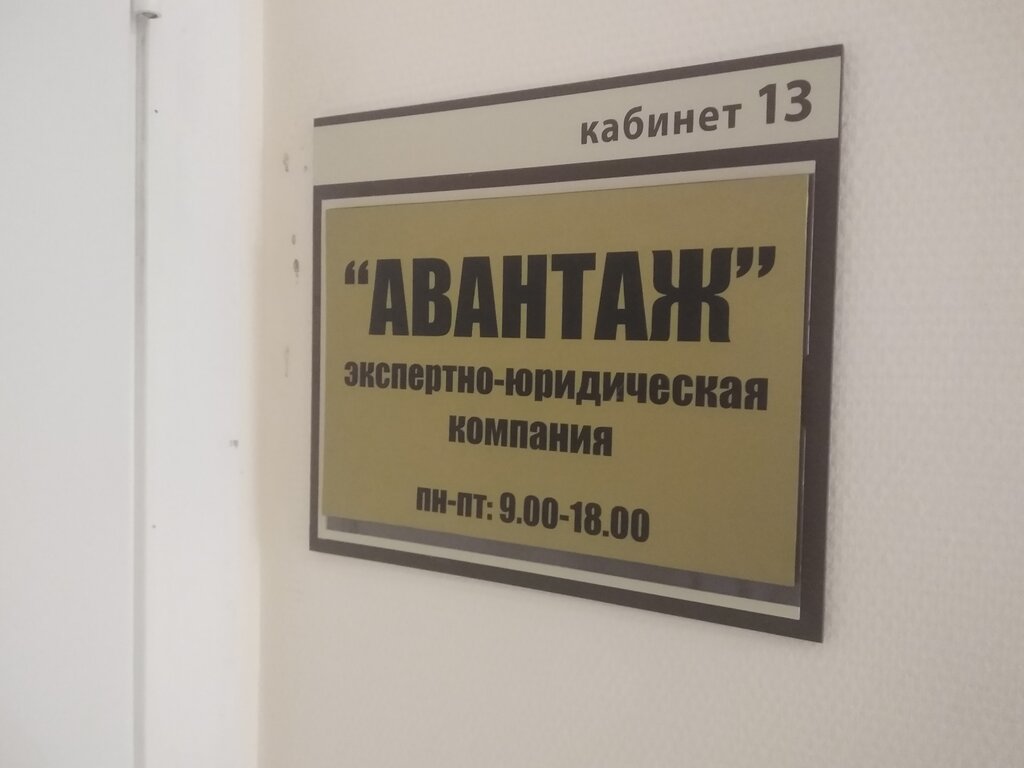 кабинет 13
“АВАНТАЖ”
экспертно-юридическая
компания
пн-пт: 9.00-18.00